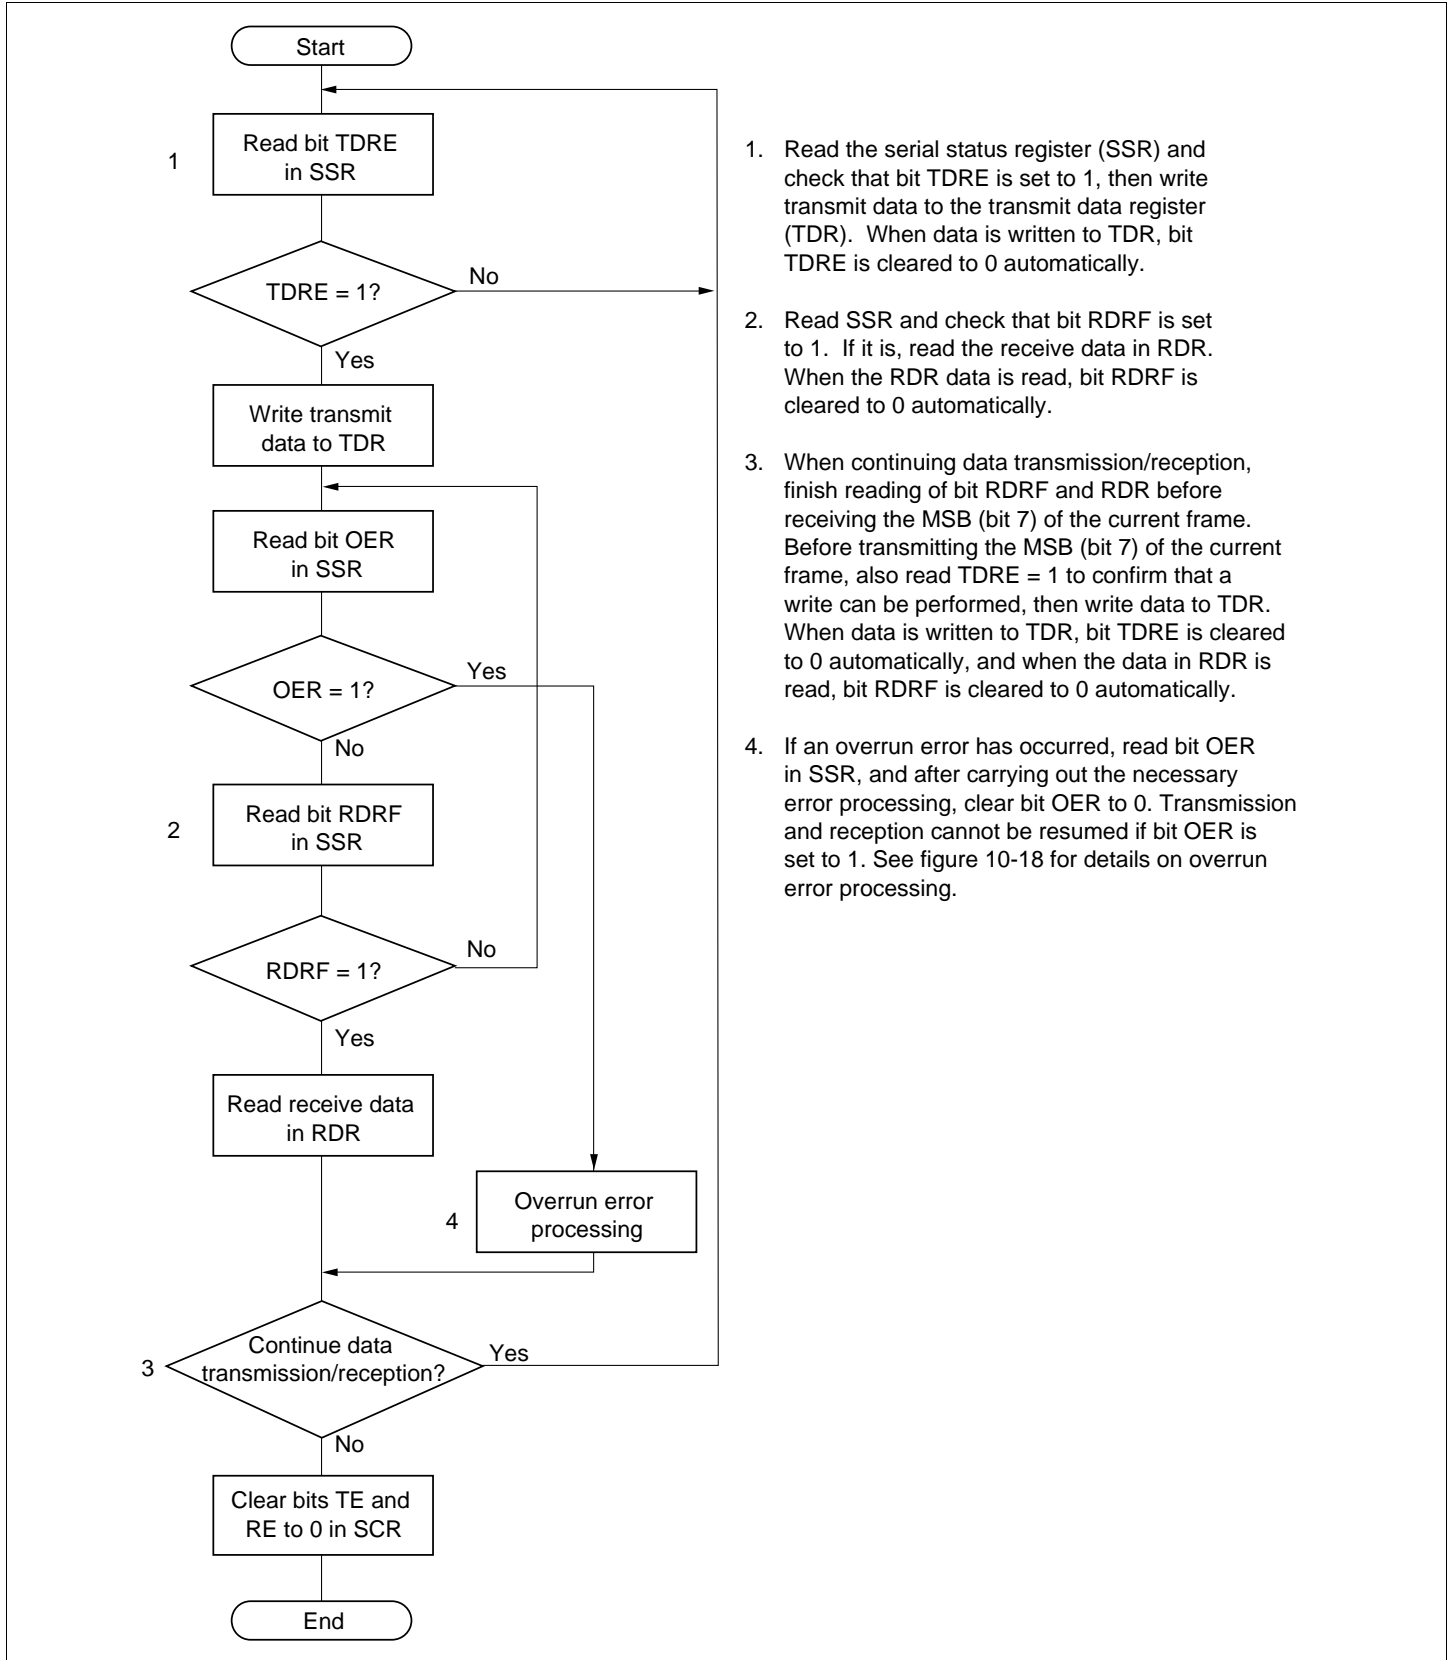 Start
1
Read bit TDRE
in SSR
TDRE = 1?
No
Yes
Write transmit
data to TDR
Read bit OER
in SSR
OER = 1?
Yes
No
2
Read bit RDRF
in SSR
RDRF = 1?
No
Yes
Read receive data
in RDR
4
Overrun error
processing
3
Continue data
transmission/reception?
Yes
No
Clear bits TE and
RE to 0 in SCR
End
1. Read the serial status register (SSR) and
check that bit TDRE is set to 1, then write
transmit data to the transmit data register
(TDR). When data is written to TDR, bit
TDRE is cleared to 0 automatically.
2. Read SSR and check that bit RDRF is set
to 1. If it is, read the receive data in RDR.
When the RDR data is read, bit RDRF is
cleared to 0 automatically.
3. When continuing data transmission/reception,
finish reading of bit RDRF and RDR before
receiving the MSB (bit 7) of the current frame.
Before transmitting the MSB (bit 7) of the current
frame, also read TDRE = 1 to confirm that a
write can be performed, then write data to TDR.
When data is written to TDR, bit TDRE is cleared
to 0 automatically, and when the data in RDR is
read, bit RDRF is cleared to 0 automatically.
4. If an overrun error has occurred, read bit OER
in SSR, and after carrying out the necessary
error processing, clear bit OER to 0. Transmission
and reception cannot be resumed if bit OER is
set to 1. See figure 10-18 for details on overrun
error processing.